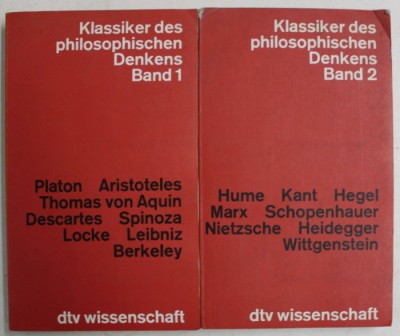 Klassiker des
philosophischen
Denkens
Band 1
Platon Aristoteles
Thomas von Aquin
Descartes Spinoza
Locke Leibniz
Berkeley
dtv wissenschaft
Klassiker des
philosophischen
Denkens
Band 2
Hume Kant Hegel
Marx Schopenhauer
Nietzsche Heidegger
Wittgenstein
dtv wissenschaft